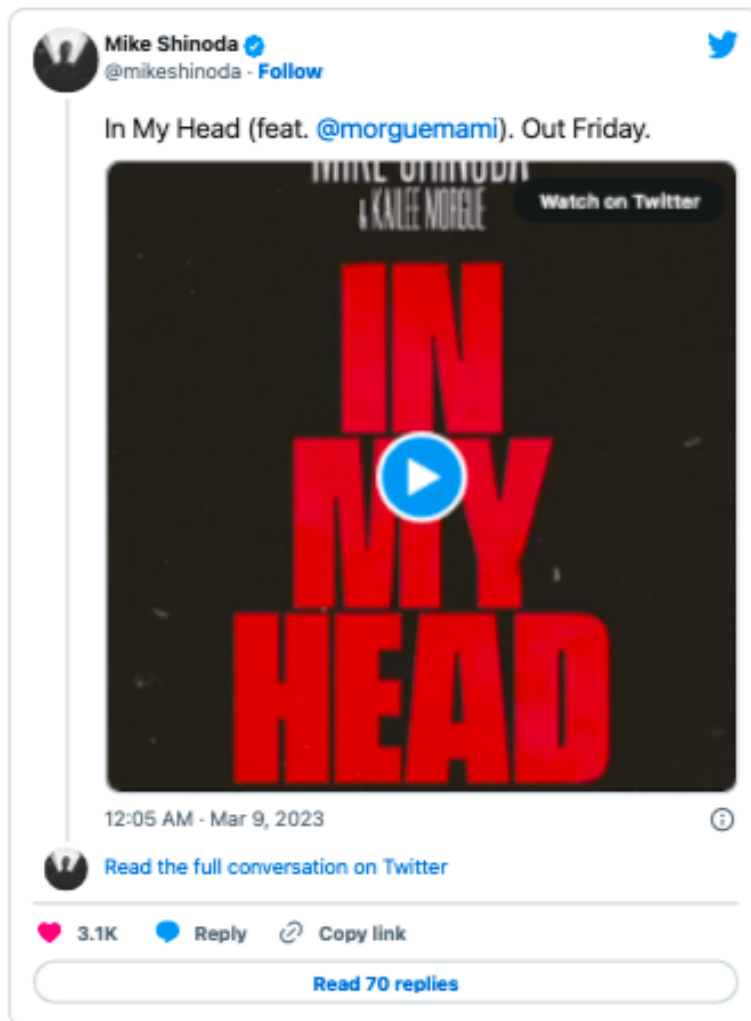 Mike Shinoda
@mikeshinoda · Follow
In My Head (feat. @morguemami). Out Friday.
MIKE SHINODA
& KAILEE MORGUE
Watch on Twitter
IN
MY
HEAD
12:05 AM · Mar 9, 2023
Read the full conversation on Twitter
3.1K Reply Copy link
Read 70 replies